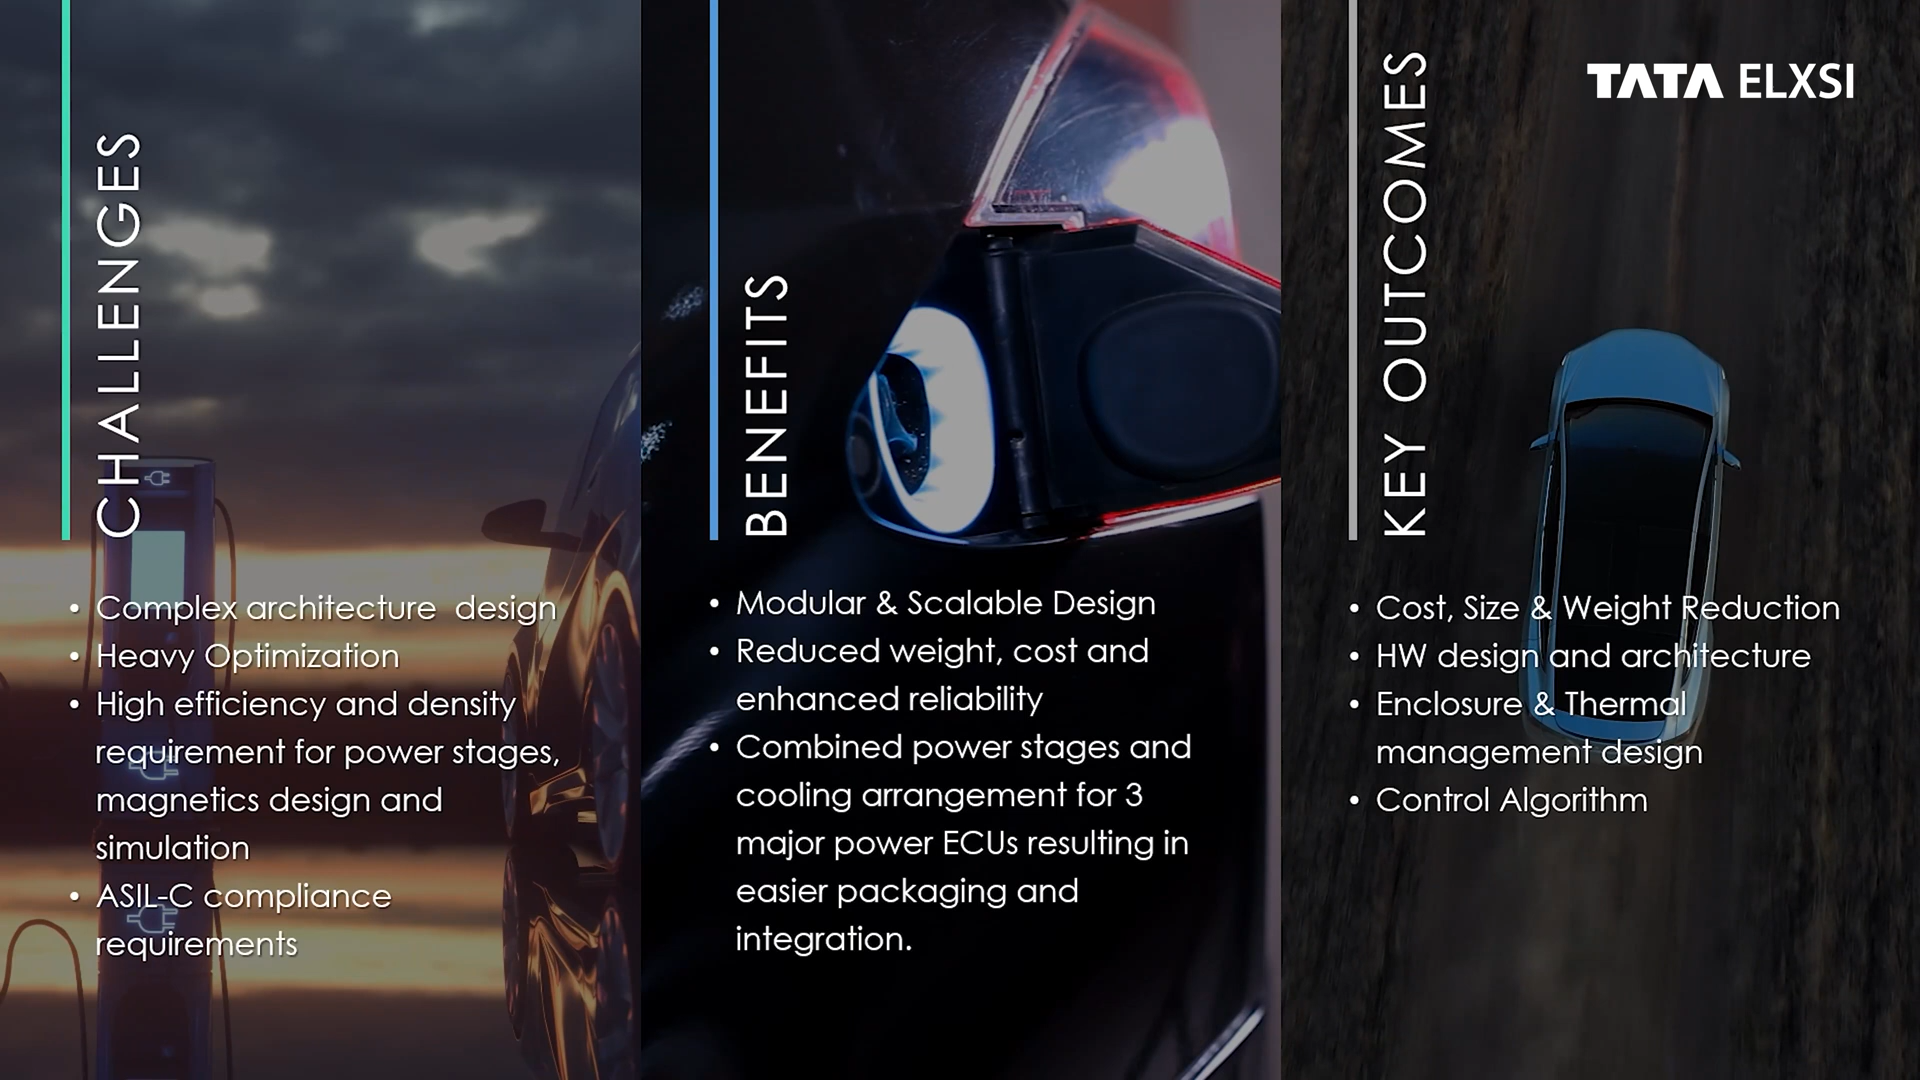 CHALLENGES
• Complex architecture  design
• Heavy Optimization
• High efficiency and density
requirement for power stages,
magnetics design and
simulation
• ASIL-C compliance
requirements
BENEFITS
• Modular & Scalable Design
• Reduced weight, cost and
enhanced reliability
• Combined power stages and
cooling arrangement for 3
major power ECUs resulting in
easier packaging and
integration.
TATA ELXSI
KEY OUTCOMES
• Cost, Size & Weight Reduction
• HW design and architecture
• Enclosure & Thermal
management design
• Control Algorithm